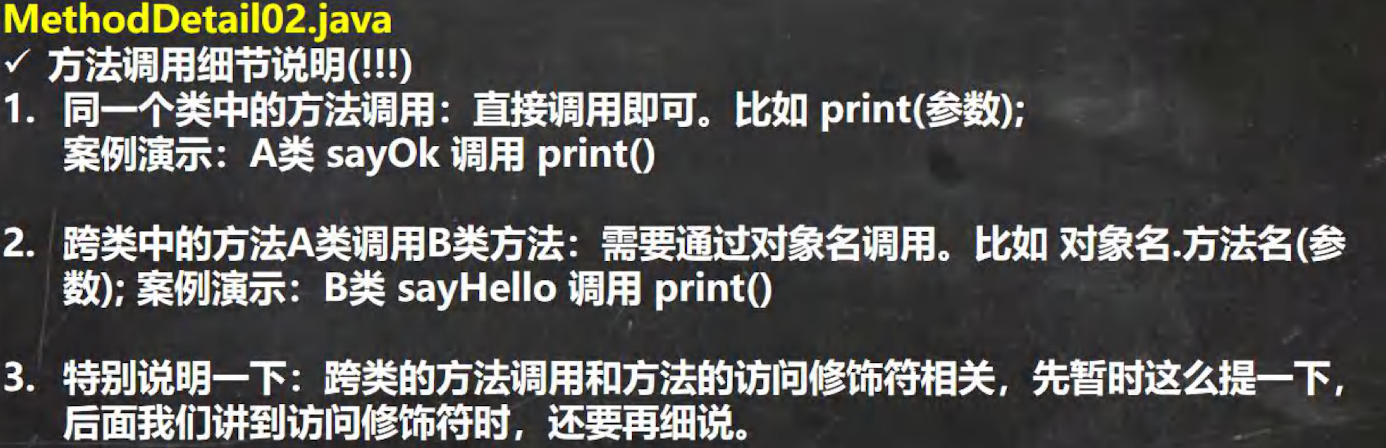 MethodDetail02.java
✓ 方法调用细节说明(!!!)
1. 同一个类中的方法调用：直接调用即可。比如 print(参数);
案例演示：A类 sayOk 调用 print()
2. 跨类中的方法A类调用B类方法：需要通过对象名调用。比如 对象名.方法名(参
数); 案例演示：B类 sayHello 调用 print()
3. 特别说明一下：跨类的方法调用和方法的访问修饰符相关，先暂时这么提一下，
后面我们讲到访问修饰符时，还要再细说。